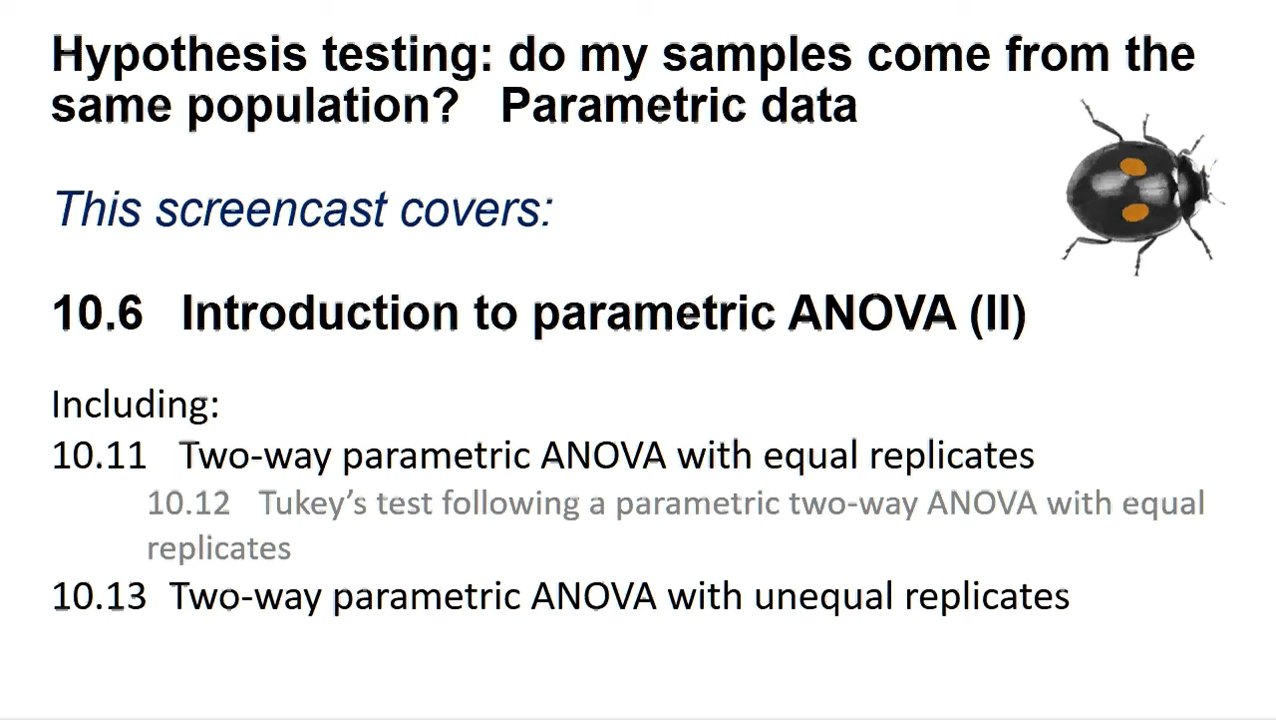 Hypothesis testing: do my samples come from the
same population? Parametric data
This screencast covers:
10.6 Introduction to parametric ANOVA (II)
Including:
10.11 Two-way parametric ANOVA with equal replicates
10.12 Tukey’s test following a parametric two-way ANOVA with equal
replicates
10.13 Two-way parametric ANOVA with unequal replicates